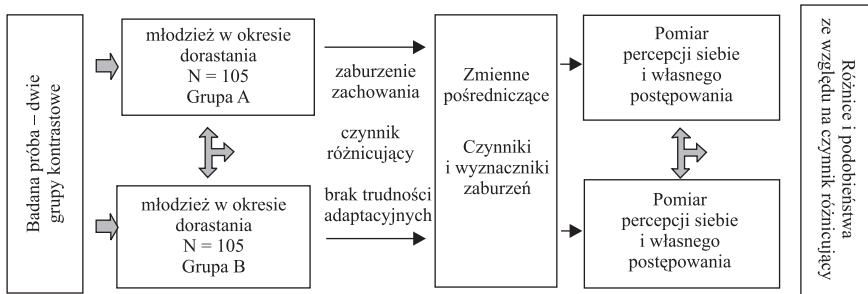 Badana próba – dwie
grupy kontrastowe
młodzież w okresie
dorastania
N = 105
Grupa A
młodzież w okresie
dorastania
N = 105
Grupa B
zaburzenie
zachowania
czynnik
różnicujący
brak trudności
adaptacyjnych
Zmienne
pośredniczące
Czynniki
i wyznaczniki
zaburzeń
Pomiar
percepcji siebie
i własnego
postępowania
Pomiar
percepcji siebie
i własnego
postępowania
Różnice i podobieństwa
ze względu na czynnik różnicujący